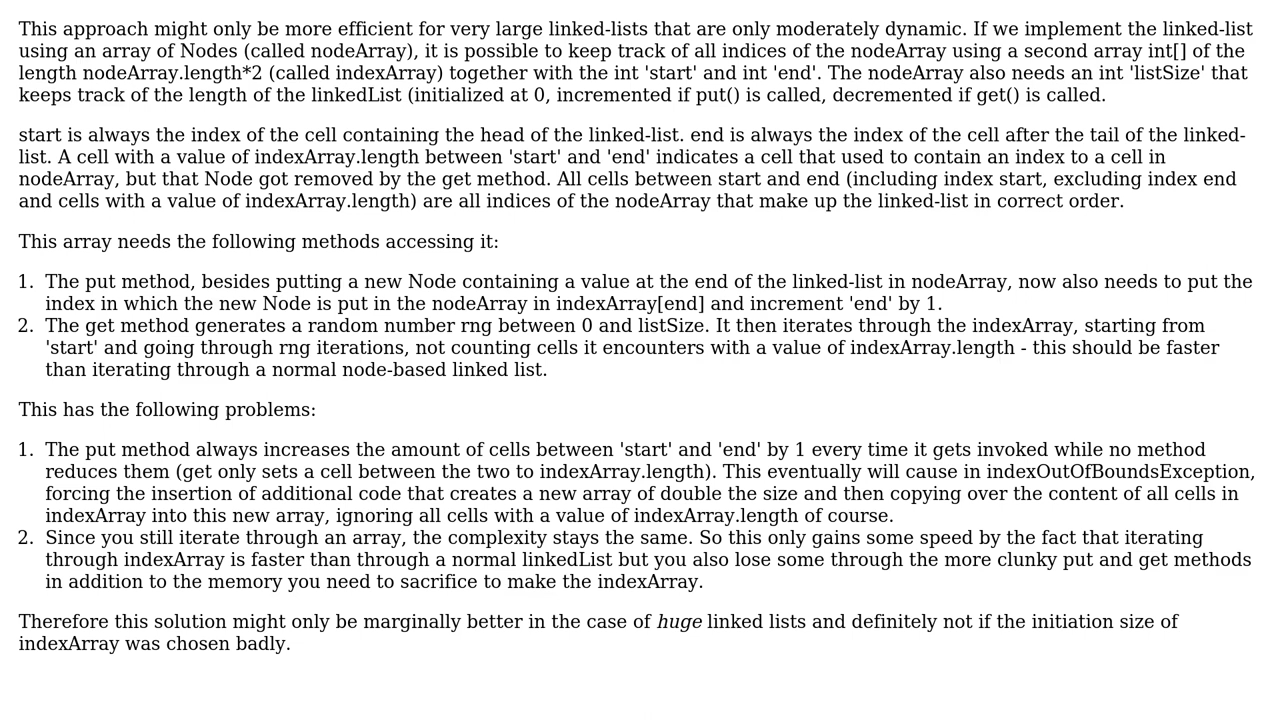 This approach might only be more efficient for very large linked-lists that are only moderately dynamic. If we implement the linked-list
using an array of Nodes (called nodeArray), it is possible to keep track of all indices of the nodeArray using a second array int[] of the
length nodeArray.length*2 (called indexArray) together with the int 'start' and int 'end'. The nodeArray also needs an int 'listSize' that
keeps track of the length of the linkedList (initialized at 0, incremented if put() is called, decremented if get() is called.
start is always the index of the cell containing the head of the linked-list. end is always the index of the cell after the tail of the linked-
list. A cell with a value of indexArray.length between 'start' and 'end' indicates a cell that used to contain an index to a cell in
nodeArray, but that Node got removed by the get method. All cells between start and end (including index start, excluding index end
and cells with a value of indexArray.length) are all indices of the nodeArray that make up the linked-list in correct order.
This array needs the following methods accessing it:
1. The put method, besides putting a new Node containing a value at the end of the linked-list in nodeArray, now also needs to put the
index in which the new Node is put in the nodeArray in indexArray[end] and increment 'end' by 1.
2. The get method generates a random number rng between 0 and listSize. It then iterates through the indexArray, starting from
'start' and going through rng iterations, not counting cells it encounters with a value of indexArray.length - this should be faster
than iterating through a normal node-based linked list.
This has the following problems:
1. The put method always increases the amount of cells between 'start' and 'end' by 1 every time it gets invoked while no method
reduces them (get only sets a cell between the two to indexArray.length). This eventually will cause in indexOutOfBoundsException,
forcing the insertion of additional code that creates a new array of double the size and then copying over the content of all cells in
indexArray into this new array, ignoring all cells with a value of indexArray.length of course.
2. Since you still iterate through an array, the complexity stays the same. So this only gains some speed by the fact that iterating
through indexArray is faster than through a normal linkedList but you also lose some through the more clunky put and get methods
in addition to the memory you need to sacrifice to make the indexArray.
Therefore this solution might only be marginally better in the case of huge linked lists and definitely not if the initiation size of
indexArray was chosen badly.